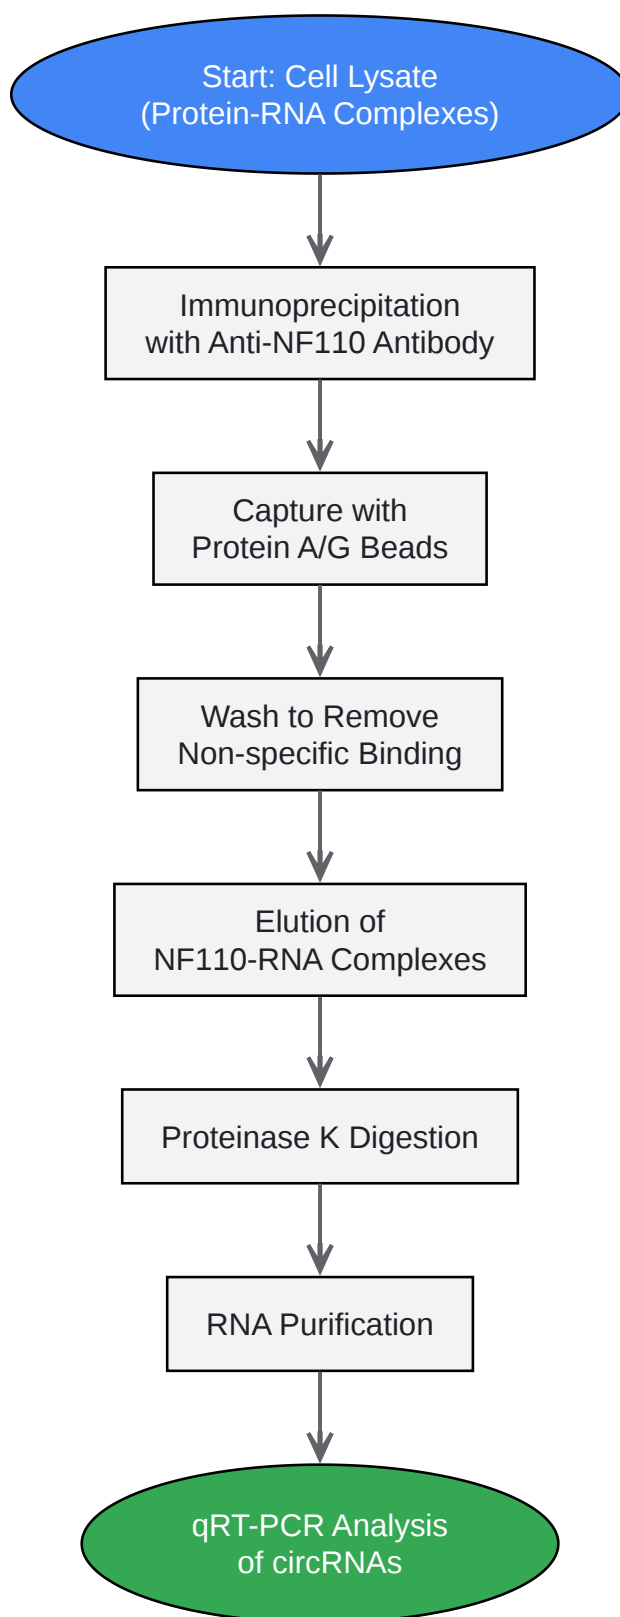 Start: Cell Lysate
(Protein-RNA Complexes)
Immunoprecipitation
with Anti-NF110 Antibody
Capture with
Protein A/G Beads
Wash to Remove
Non-specific Binding
Elution of
NF110-RNA Complexes
Proteinase K Digestion
RNA Purification
qRT-PCR Analysis
of circRNAs